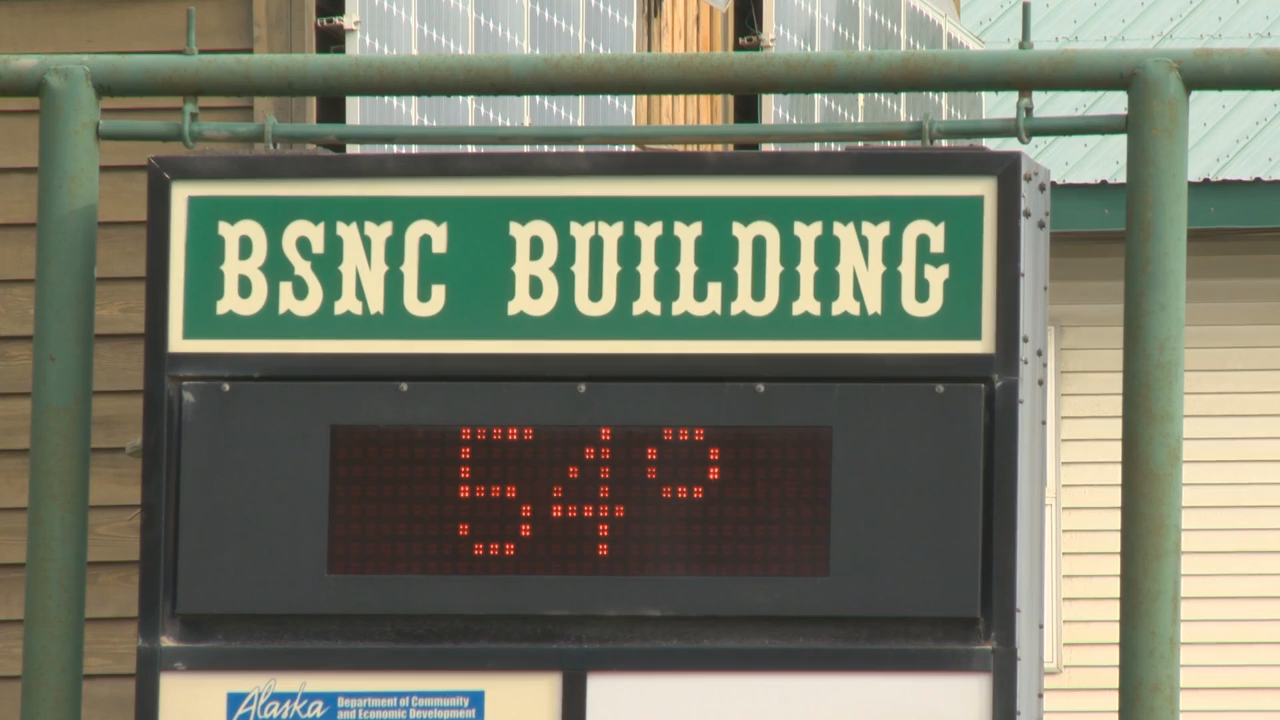 BSNC BUILDING
54°
Alaska
Department of Community
and Economic Development